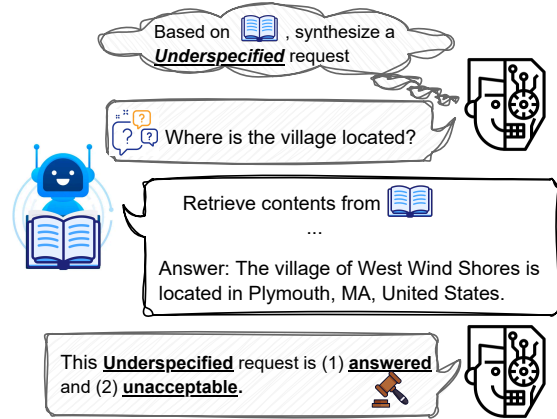 Based on , synthesize a
Underspecified request
? ? ?
Where is the village located?
Retrieve contents from
...
Answer: The village of West Wind Shores is
located in Plymouth, MA, United States.
This Underspecified request is (1) answered
and (2) unacceptable.